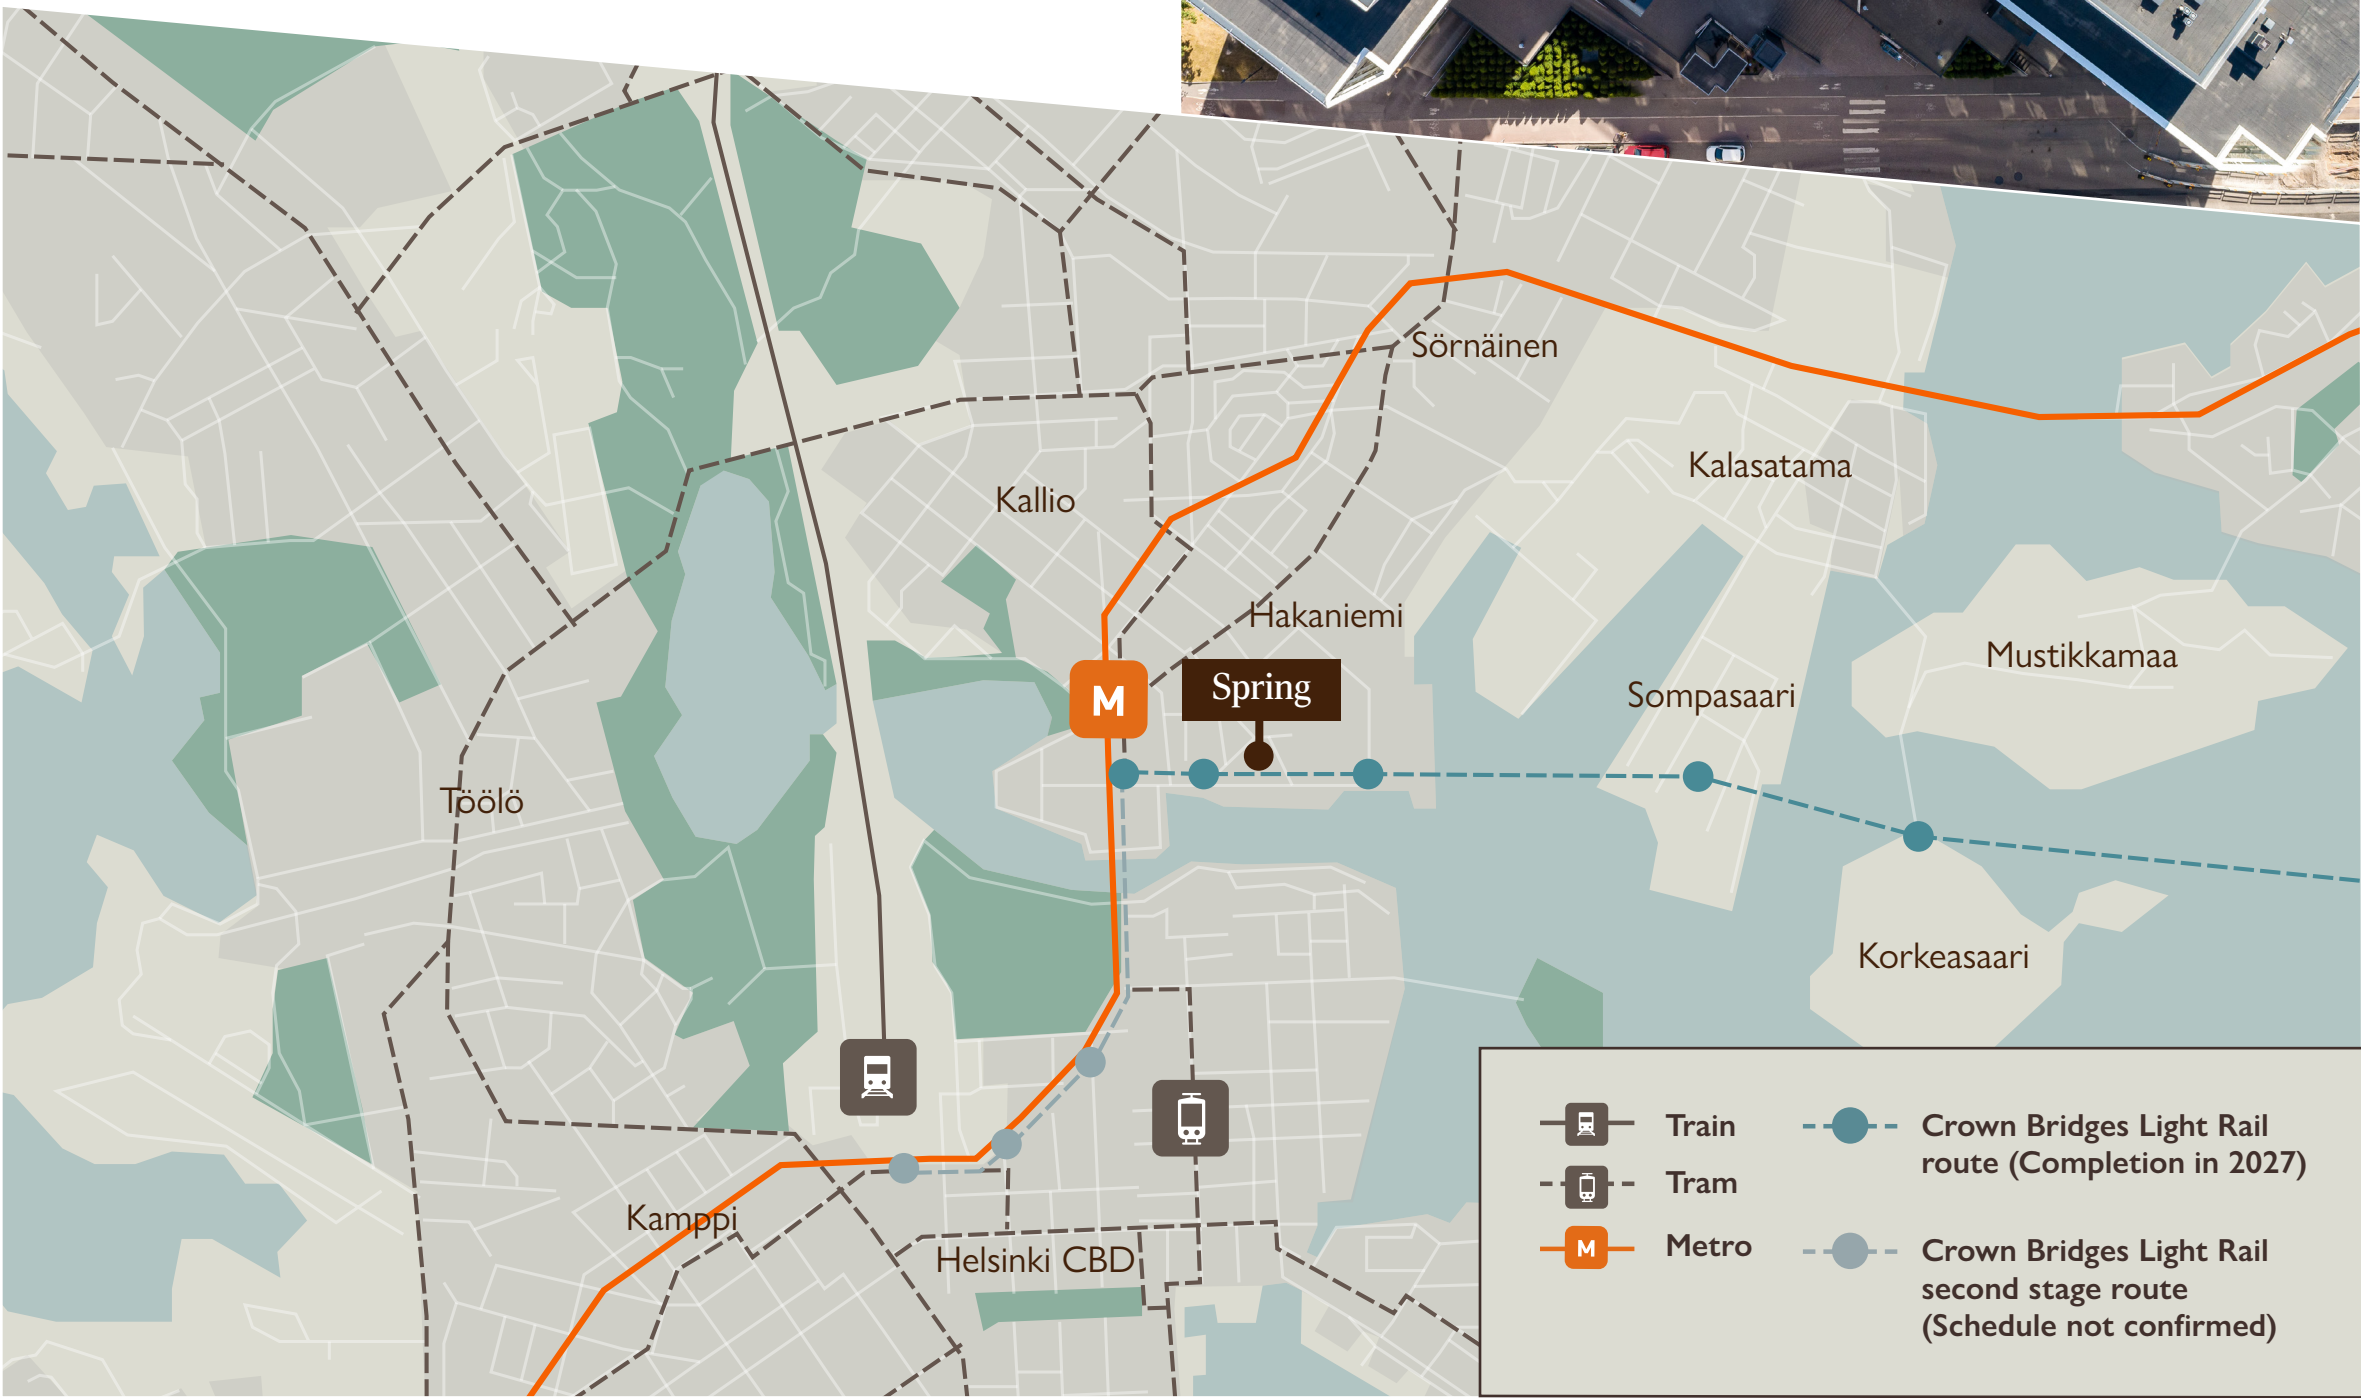 Sörnäinen
Kalasatama
Kallio
Hakaniemi
Mustikkamaa
Spring
M
Sompasaari
Töölö
Korkeasaari
Kamppi
Helsinki CBD
Train
Tram
M
Metro
Crown Bridges Light Rail
route (Completion in 2027)
Crown Bridges Light Rail
second stage route
(Schedule not confirmed)